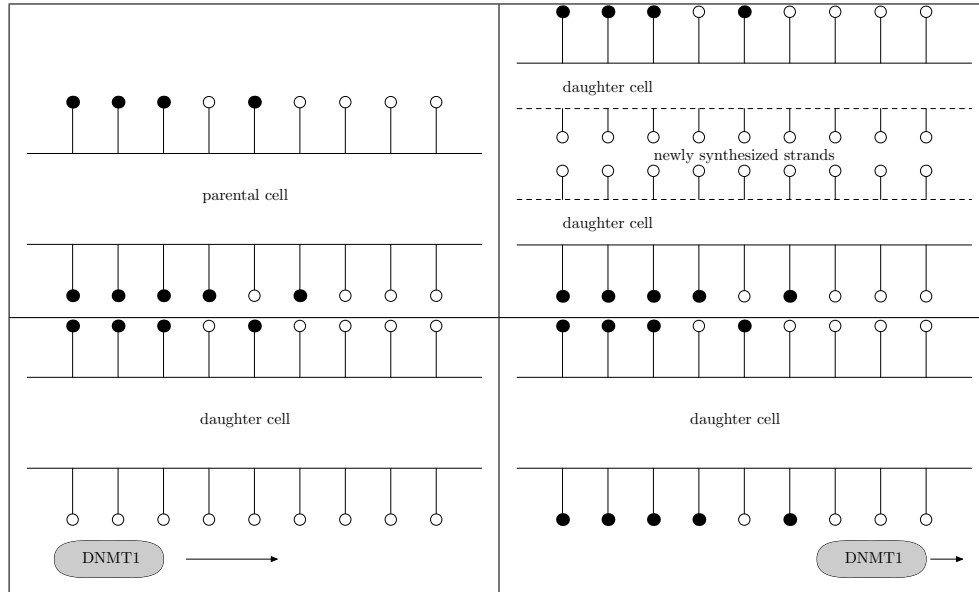 parental cell
daughter cell
newly synthesized strands
daughter cell
daughter cell
DNMT1
daughter cell
DNMT1